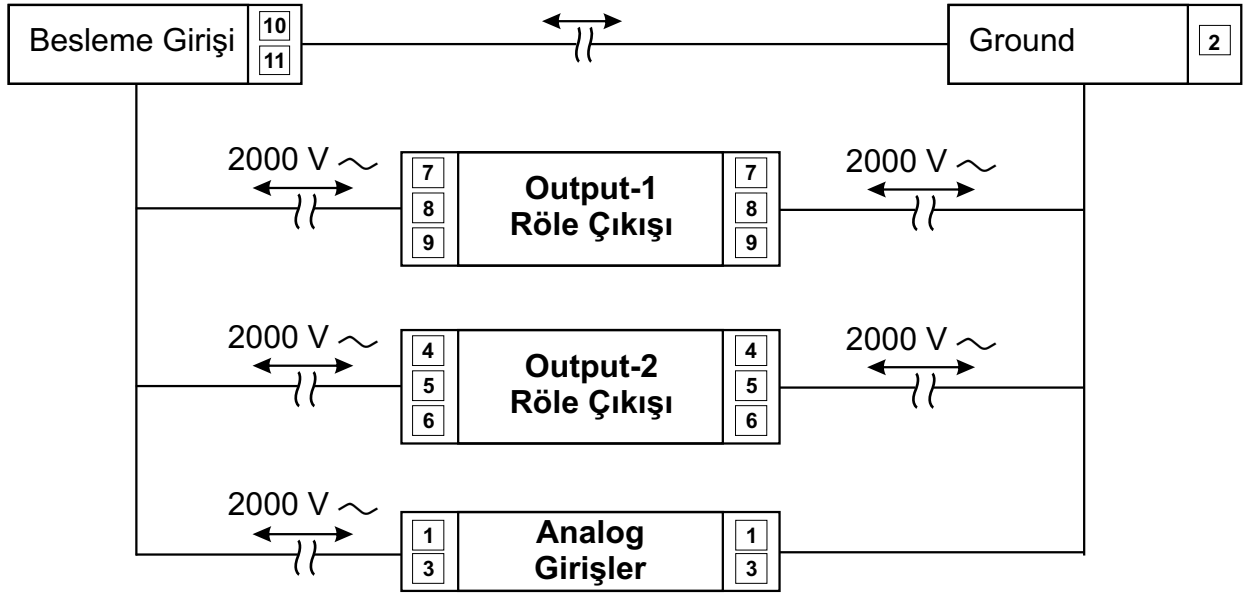 Besleme Girişi
10
11
Ground
2
2000 V ～
7
8
9
Output-1
Röle Çıkışı
7
8
9
2000 V ～
2000 V ～
4
5
6
Output-2
Röle Çıkışı
4
5
6
2000 V ～
2000 V ～
1
3
Analog
Girişler
1
3